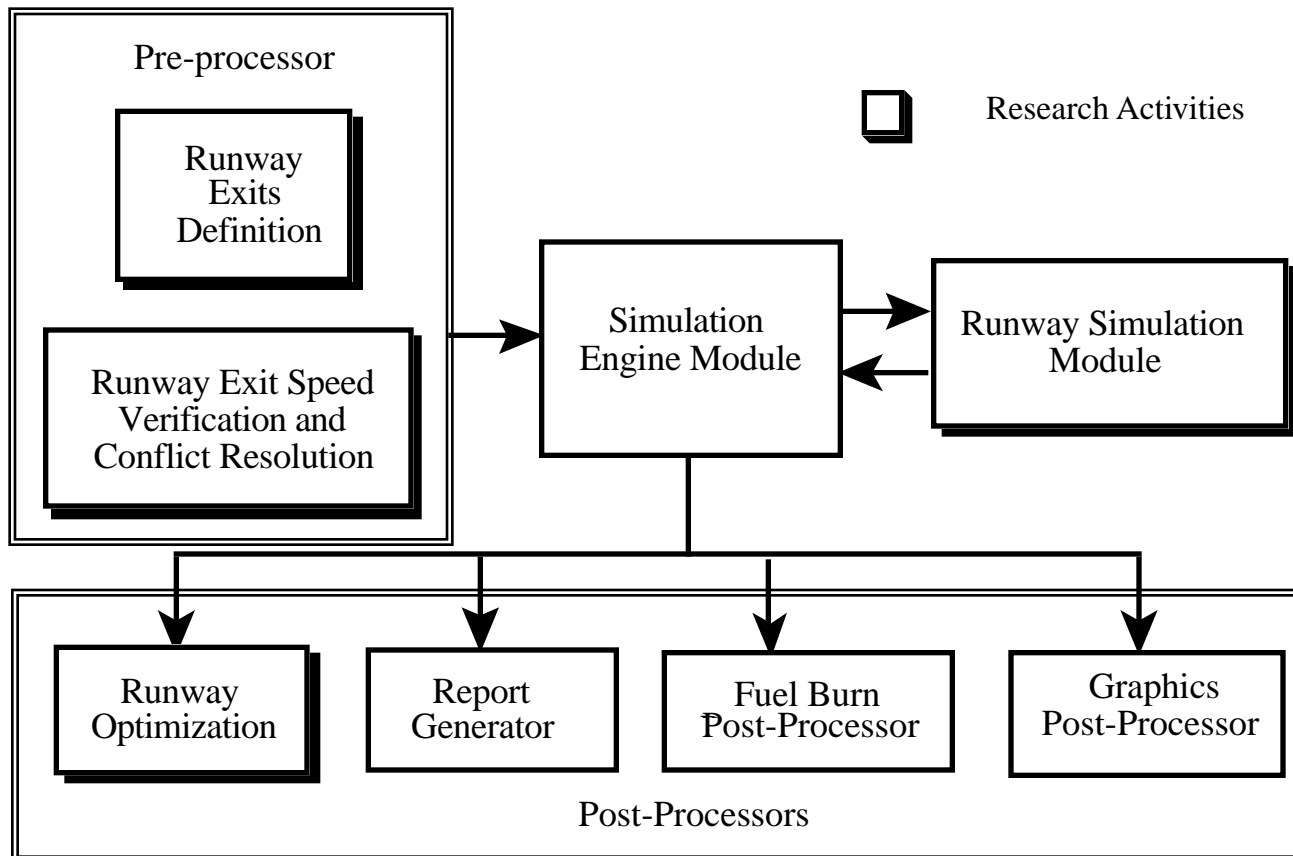 Pre-processor
Runway
Exits
Definition
Runway Exit Speed
Verification and
Conflict Resolution
Research Activities
Simulation
Engine Module
Runway Simulation
Module
Runway
Optimization
Report
Generator
Fuel Burn
Post-Processor
Graphics
Post-Processor
Post-Processors